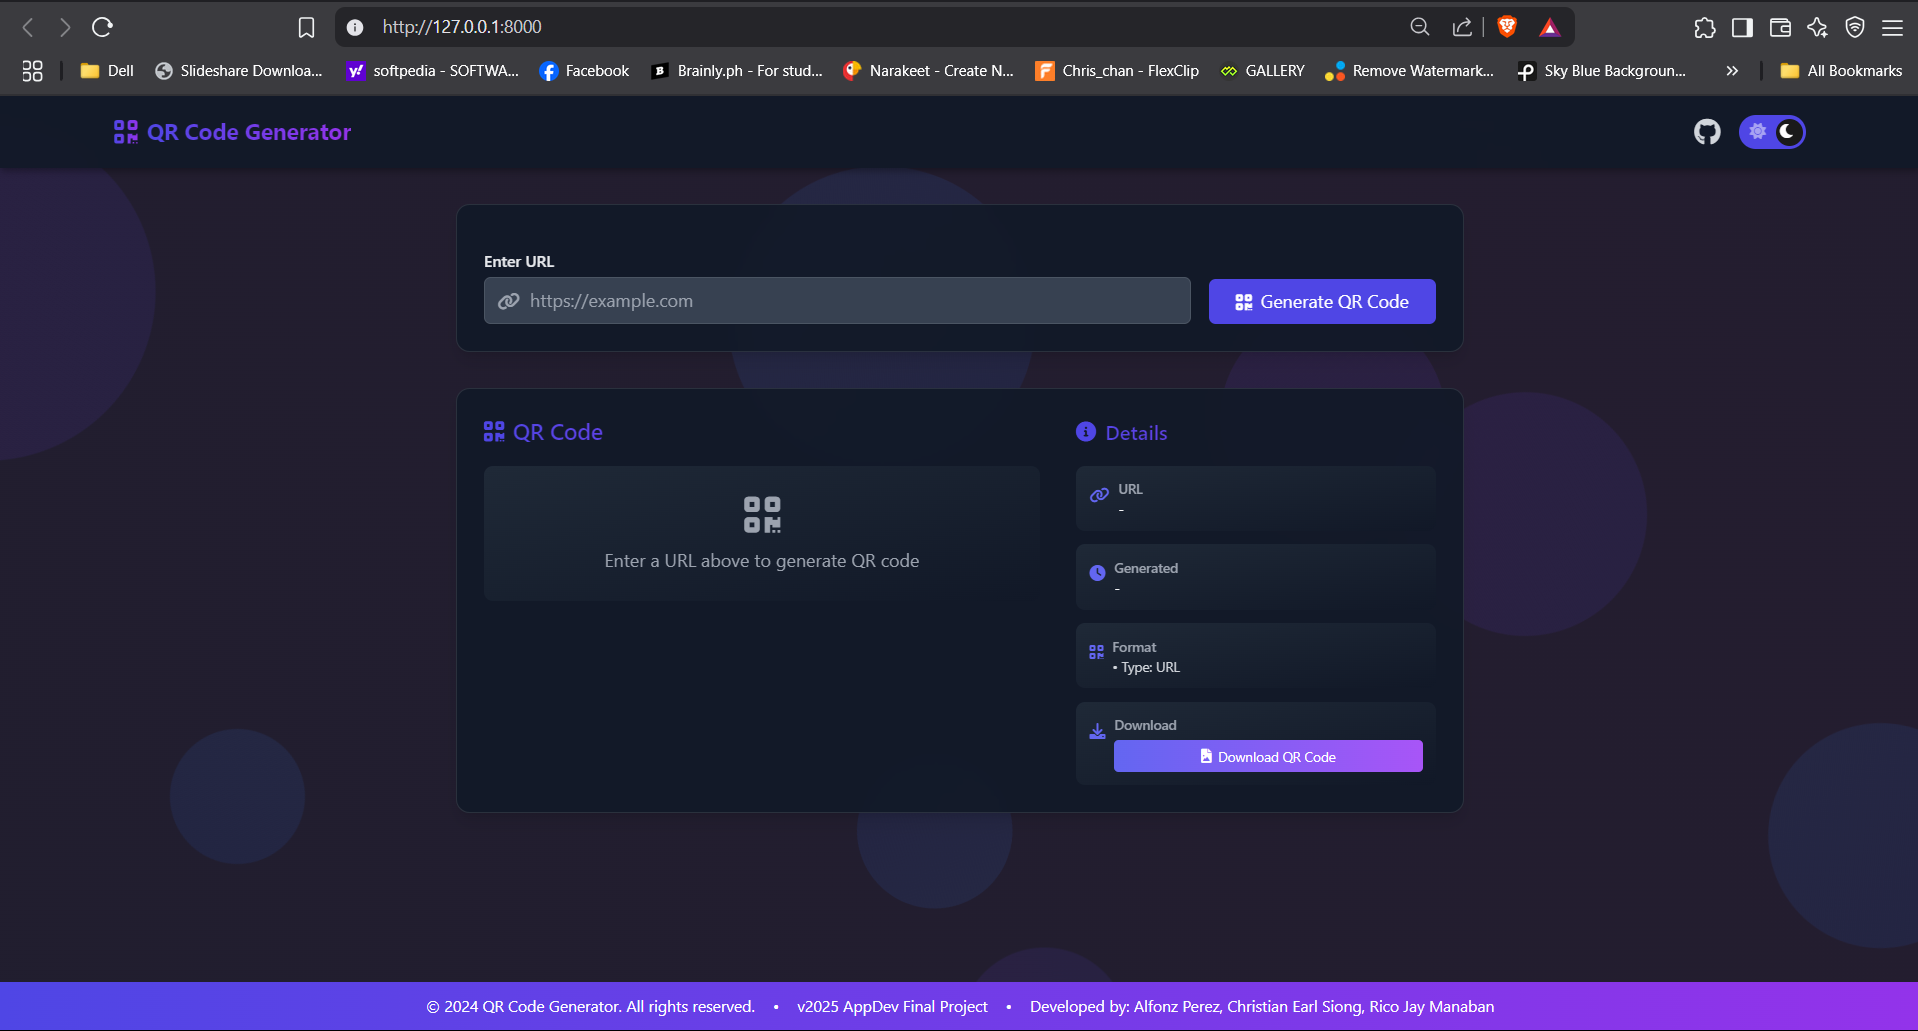 http://127.0.0.1:8000
Dell
Slideshare Downloa...
softpedia - SOFTWA...
Facebook
Brainly.ph - For stud...
Narakeet - Create N...
Chris_chan - FlexClip
GALLERY
Remove Watermark...
Sky Blue Backgroun...
All Bookmarks
QR Code Generator
Enter URL
https://example.com
Generate QR Code
QR Code
Enter a URL above to generate QR code
Details
URL
-
Generated
-
Format
• Type: URL
Download
Download QR Code
© 2024 QR Code Generator. All rights reserved. • v2025 AppDev Final Project • Developed by: Alfonz Perez, Christian Earl Siong, Rico Jay Manaban